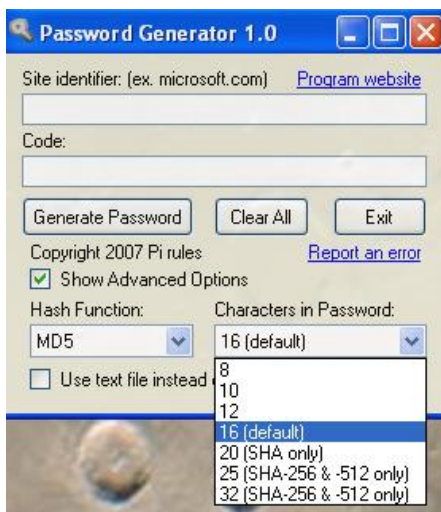 Password Generator 1.0
Site identifier: (ex. microsoft.com) Program website
Code:
Generate Password Clear All Exit
Copyright 2007 Pi rules Report an error
Show Advanced Options
Hash Function: Characters in Password:
MD5 16 (default)
Use text file instead
8
10
12
16 (default)
20 (SHA only)
25 (SHA-256 & -512 only)
32 (SHA-256 & -512 only)